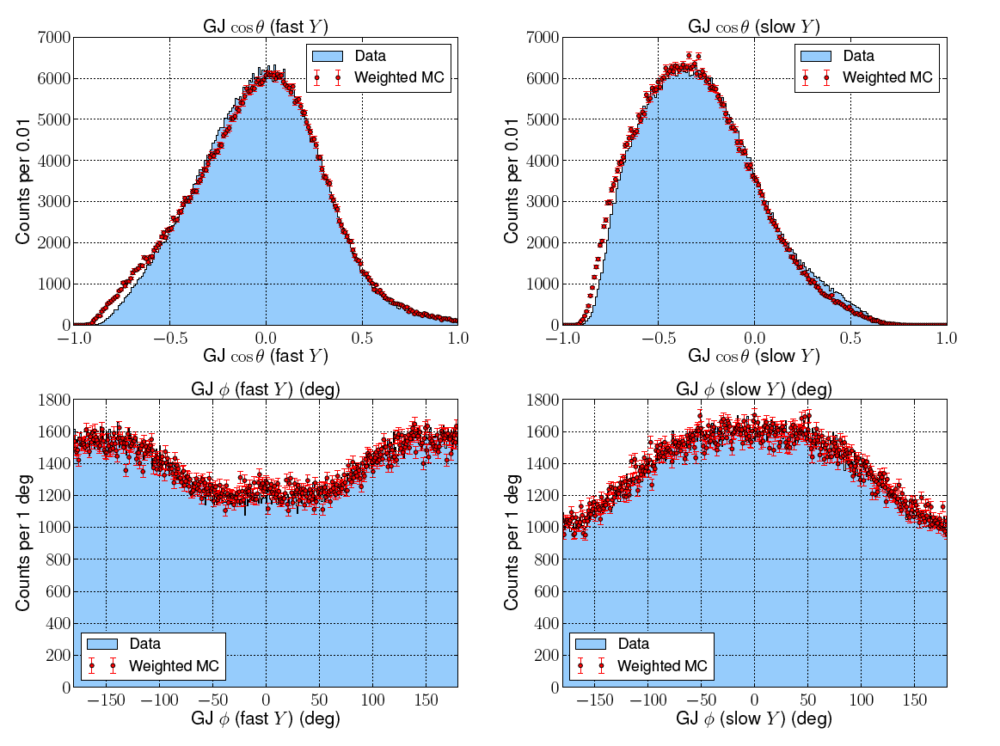 GJ cos θ (fast Y)
7000
6000
5000
4000
3000
2000
1000
0
Counts per 0.01
Data
Weighted MC
−1.0 −0.5 0.0 0.5 1.0
GJ cos θ (fast Y)
GJ cos θ (slow Y)
7000
6000
5000
4000
3000
2000
1000
0
Counts per 0.01
Data
Weighted MC
−1.0 −0.5 0.0 0.5 1.0
GJ cos θ (slow Y)
GJ ϕ (fast Y) (deg)
1800
1600
1400
1200
1000
800
600
400
200
0
Counts per 1 deg
Data
Weighted MC
−150 −100 −50 0 50 100 150
GJ ϕ (fast Y) (deg)
GJ ϕ (slow Y) (deg)
1800
1600
1400
1200
1000
800
600
400
200
0
Counts per 1 deg
Data
Weighted MC
−150 −100 −50 0 50 100 150
GJ ϕ (slow Y) (deg)